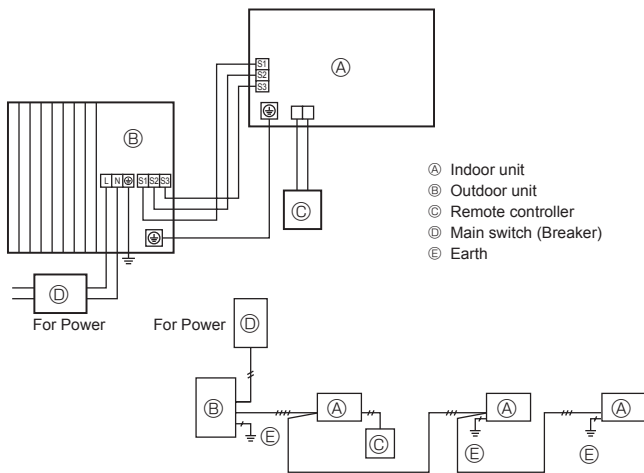 S1
S2
S3
Ⓐ
Ⓑ
L N S1 S2 S3
Ⓒ
Ⓐ Indoor unit
Ⓑ Outdoor unit
Ⓒ Remote controller
Ⓓ Main switch (Breaker)
Ⓔ Earth
Ⓓ
For Power
For Power Ⓓ
Ⓑ Ⓐ Ⓐ Ⓐ
Ⓔ Ⓒ Ⓔ Ⓔ